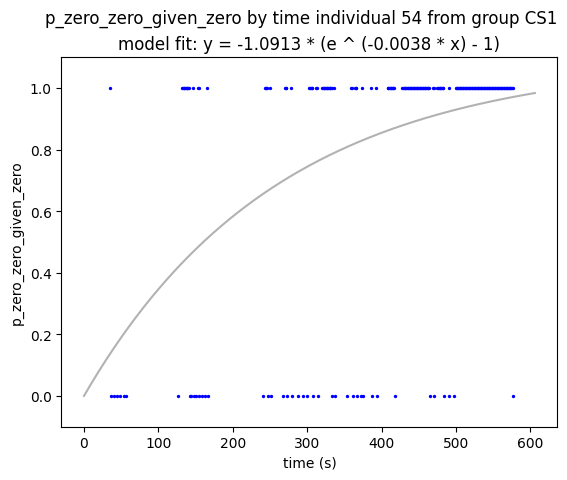 p_zero_zero_given_zero by time individual 54 from group CS1
model fit: y = -1.0913 * (e ^ (-0.0038 * x) - 1)
1.0
0.8
0.6
0.4
0.2
0.0
p_zero_zero_given_zero
0 100 200 300 400 500 600
time (s)